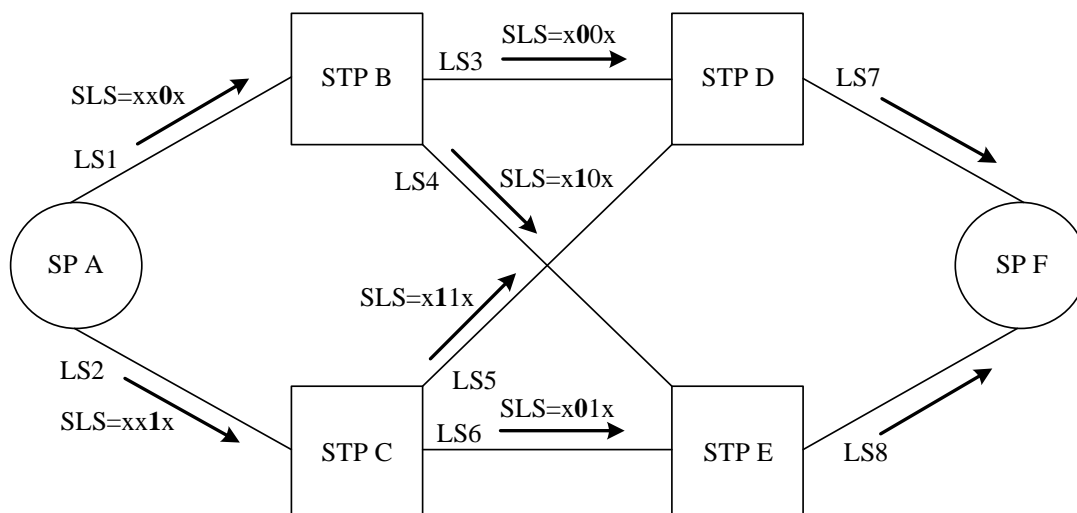 SLS=x00x
LS3
STP B
STP D
LS7
SLS=xx0x
LS1
LS4
SLS=x10x
SP A
SP F
SLS=x11x
LS2
LS5
SLS=xx1x
SLS=x01x
LS6
STP C
STP E
LS8